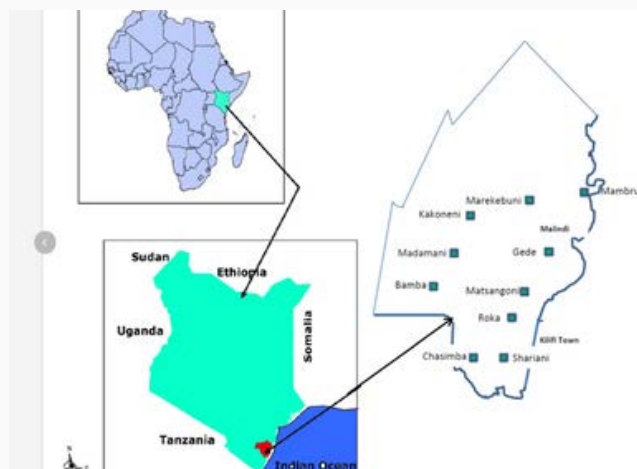 Sudan
Ethiopia
Uganda
Somalia
Tanzania
Indian Ocean
Mambrui
Marekebuni
Kakoneni
Malindi
Madamani
Gede
Bamba
Matsangoni
Roka
Kilifi Town
Chasimba
Shariani
N